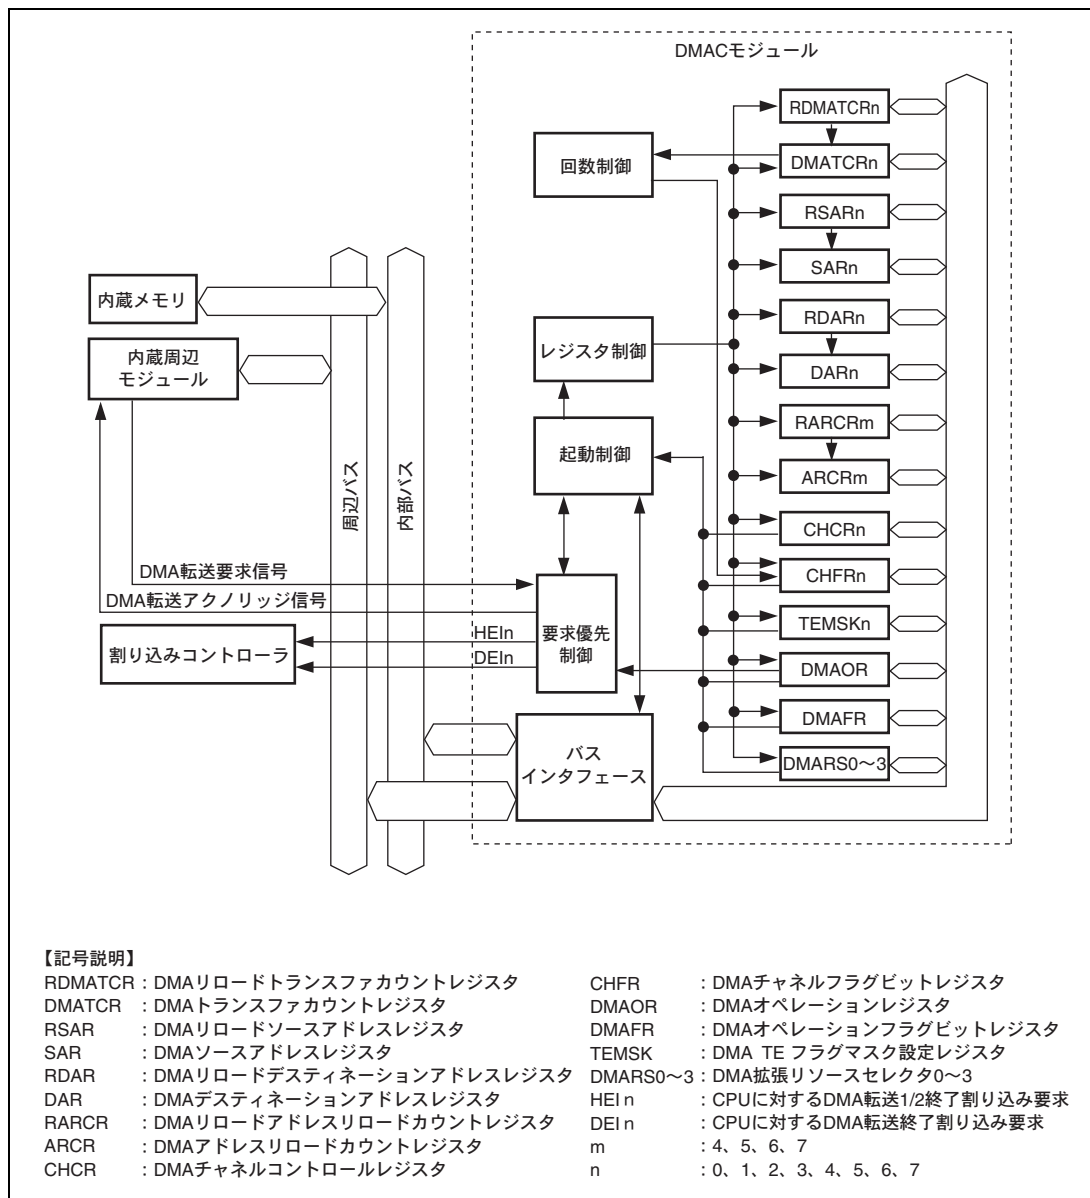 DMACモジュール
RDMATCRn
回数制御
DMATCRn
RSARn
SARn
内蔵メモリ
RDARn
レジスタ制御
内蔵周辺
モジュール
DARn
RARCRm
起動制御
ARCRm
周辺バス
内部バス
CHCRn
DMA転送要求信号
CHFRn
DMA転送アクノリッジ信号
TEMSKn
HEIn
要求優先
制御
割り込みコントローラ
DEIn
DMAOR
DMAFR
バス
インタフェース
DMARS0~3
【記号説明】
RDMATCR : DMAリロードトランスファカウントレジスタ
DMATCR : DMAトランスファカウントレジスタ
RSAR : DMAリロードソースアドレスレジスタ
SAR : DMAソースアドレスレジスタ
RDAR : DMAリロードデスティネーションアドレスレジスタ
DAR : DMAデスティネーションアドレスレジスタ
RARCR : DMAリロードアドレスリロードカウントレジスタ
ARCR : DMAアドレスリロードカウントレジスタ
CHCR : DMAチャネルコントロールレジスタ
CHFR : DMAチャネルフラグビットレジスタ
DMAOR : DMAオペレーションレジスタ
DMAFR : DMAオペレーションフラグビットレジスタ
TEMSK : DMA TE フラグマスク設定レジスタ
DMARS0~3 : DMA拡張リソースセレクタ0~3
HEI n : CPUに対するDMA転送1/2終了割り込み要求
DEI n : CPUに対するDMA転送終了割り込み要求
m : 4、5、6、7
n : 0、1、2、3、4、5、6、7